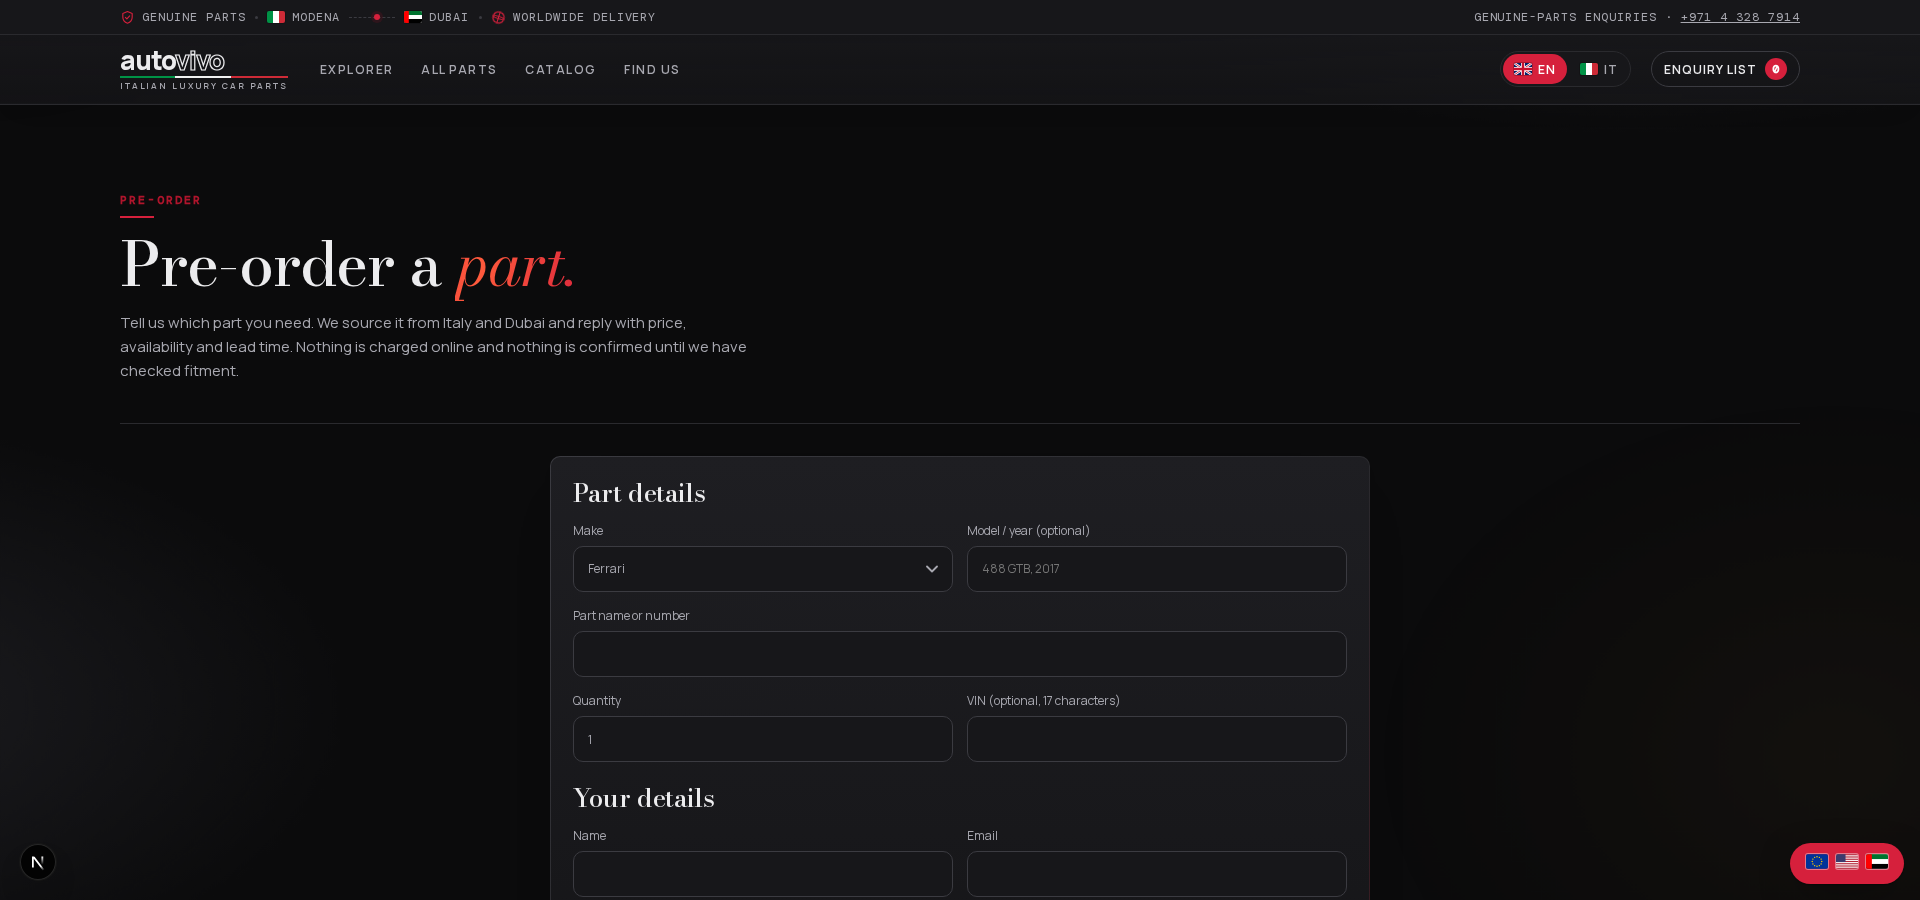 GENUINE PARTS • MODENA DUBAI • WORLDWIDE DELIVERY
GENUINE-PARTS ENQUIRIES · +971 4 328 7914
autovivo
ITALIAN LUXURY CAR PARTS
EXPLORER ALL PARTS CATALOG FIND US
EN IT
ENQUIRY LIST 0
PRE-ORDER
Pre-order a part.
Tell us which part you need. We source it from Italy and Dubai and reply with price,
availability and lead time. Nothing is charged online and nothing is confirmed until we have
checked fitment.
Part details
Make Model / year (optional)
Ferrari 488 GTB, 2017
Part name or number
Quantity VIN (optional, 17 characters)
1
Your details
Name Email
N